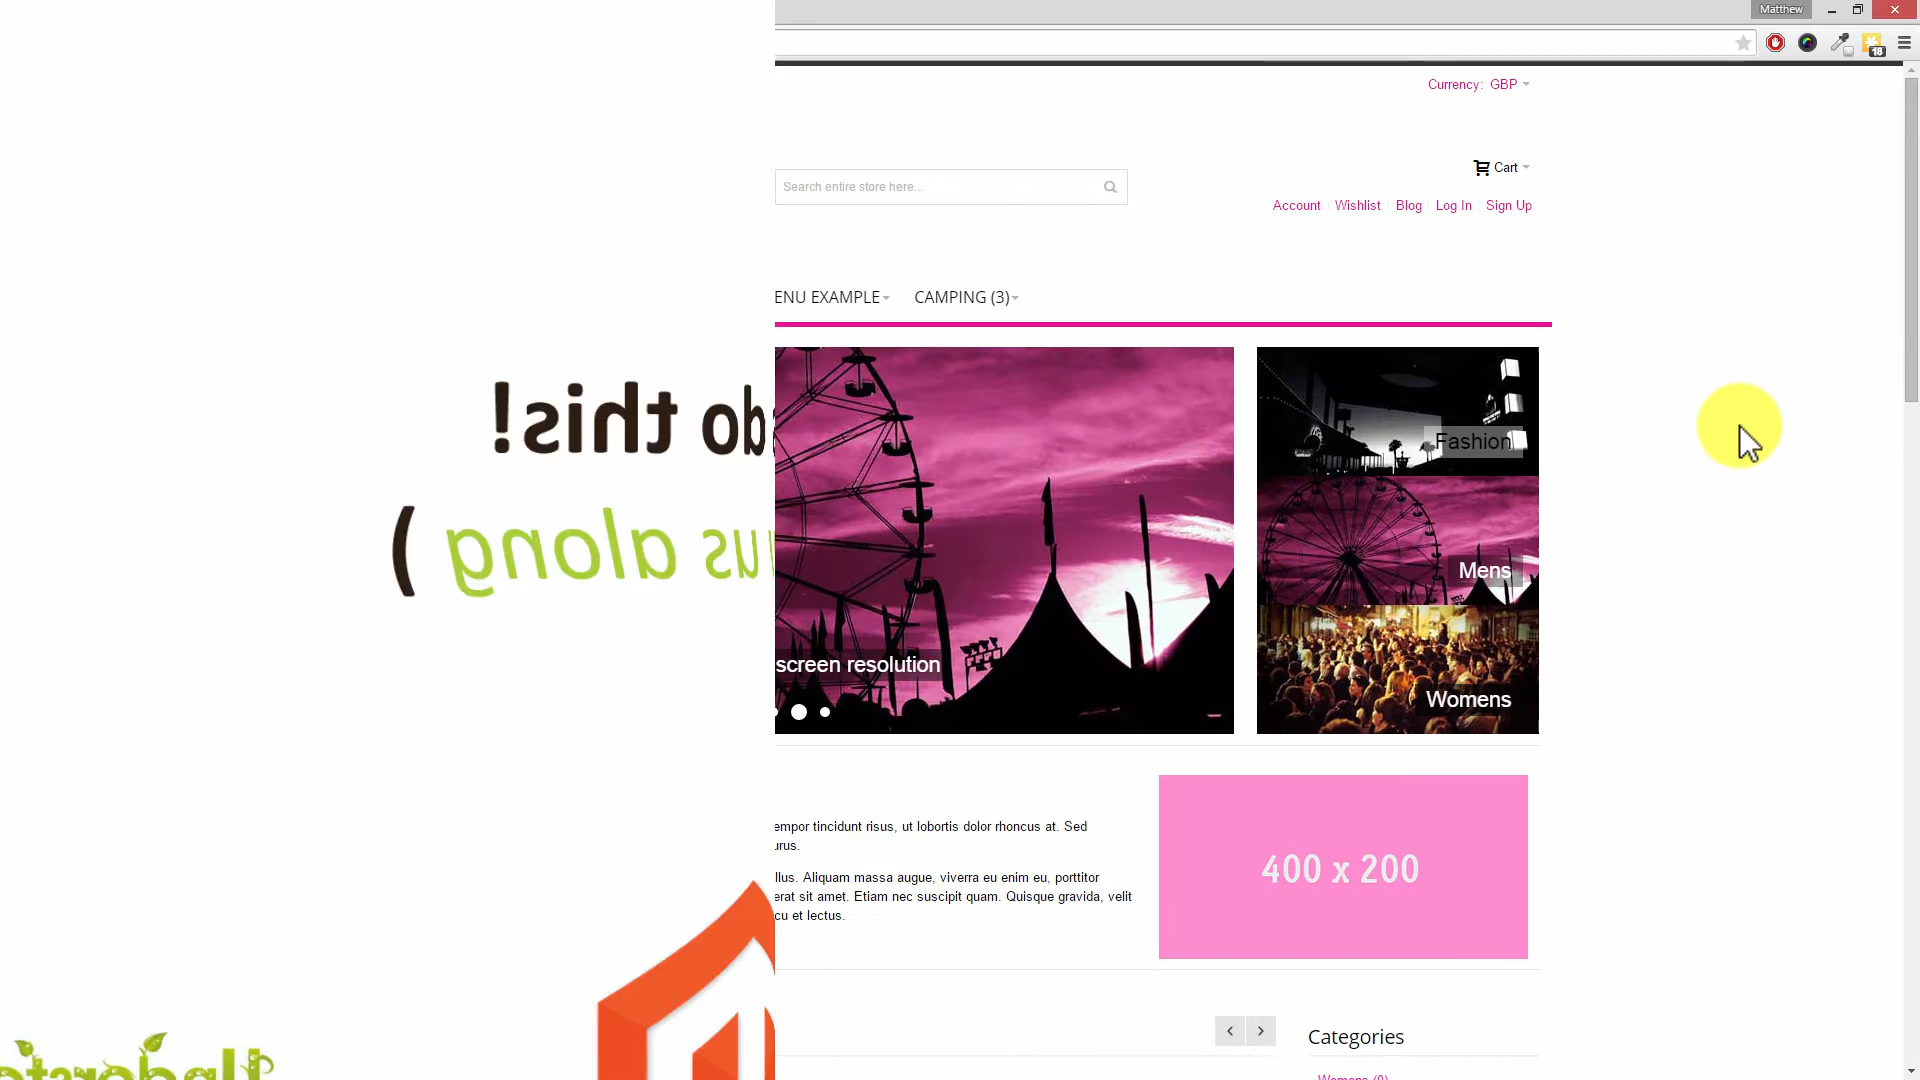 Matthew
18
Currency: GBP
Cart
Search entire store here...
Account Wishlist Blog Log In Sign Up
ENU EXAMPLE CAMPING (3)
do this!
us along )
Fashion
Mens
Womens
screen resolution
empor tincidunt risus, ut lobortis dolor rhoncus at. Sed
urus.
llus. Aliquam massa augue, viverra eu enim eu, porttitor
erat sit amet. Etiam nec suscipit quam. Quisque gravida, velit
cu et lectus.
400 x 200
Categories
Womens (0)